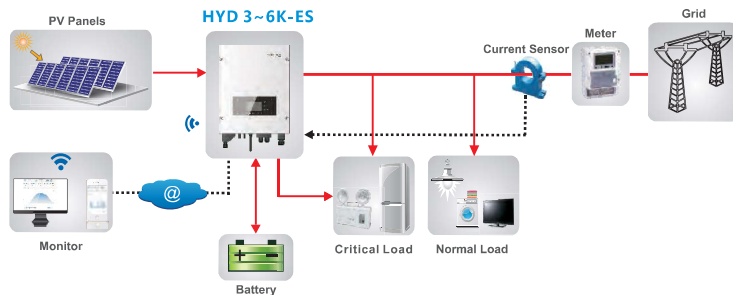 HYD 3~6K-ES
Grid
PV Panels
Meter
Current Sensor
@
Monitor
Critical Load
Normal Load
Battery